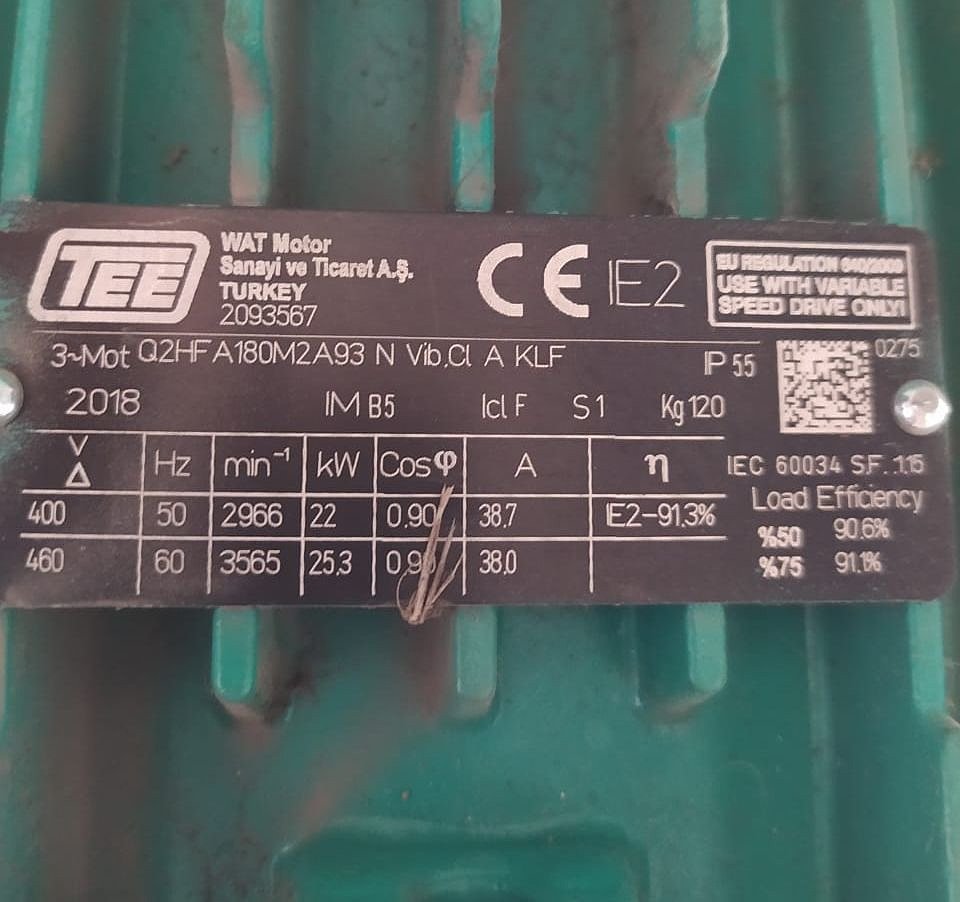 TEE
WAT Motor
Sanayi ve Ticaret A.Ş.
TURKEY
2093567
CE IE2
EU REGULATION 640/2009
USE WITH VARIABLE
SPEED DRIVE ONLY!
3~Mot Q2HFA180M2A93 N Vib.Cl A KLF IP 55
0275
2018 IM B5 Icl F S1 Kg 120
V
Δ Hz min⁻¹ kW Cosφ A η
400 50 2966 22 0.90 38.7 IE2-91.3%
460 60 3565 25,3 38,0
IEC 60034 SF. 1.15
Load Efficiency
%50 90.6%
%75 91.1%